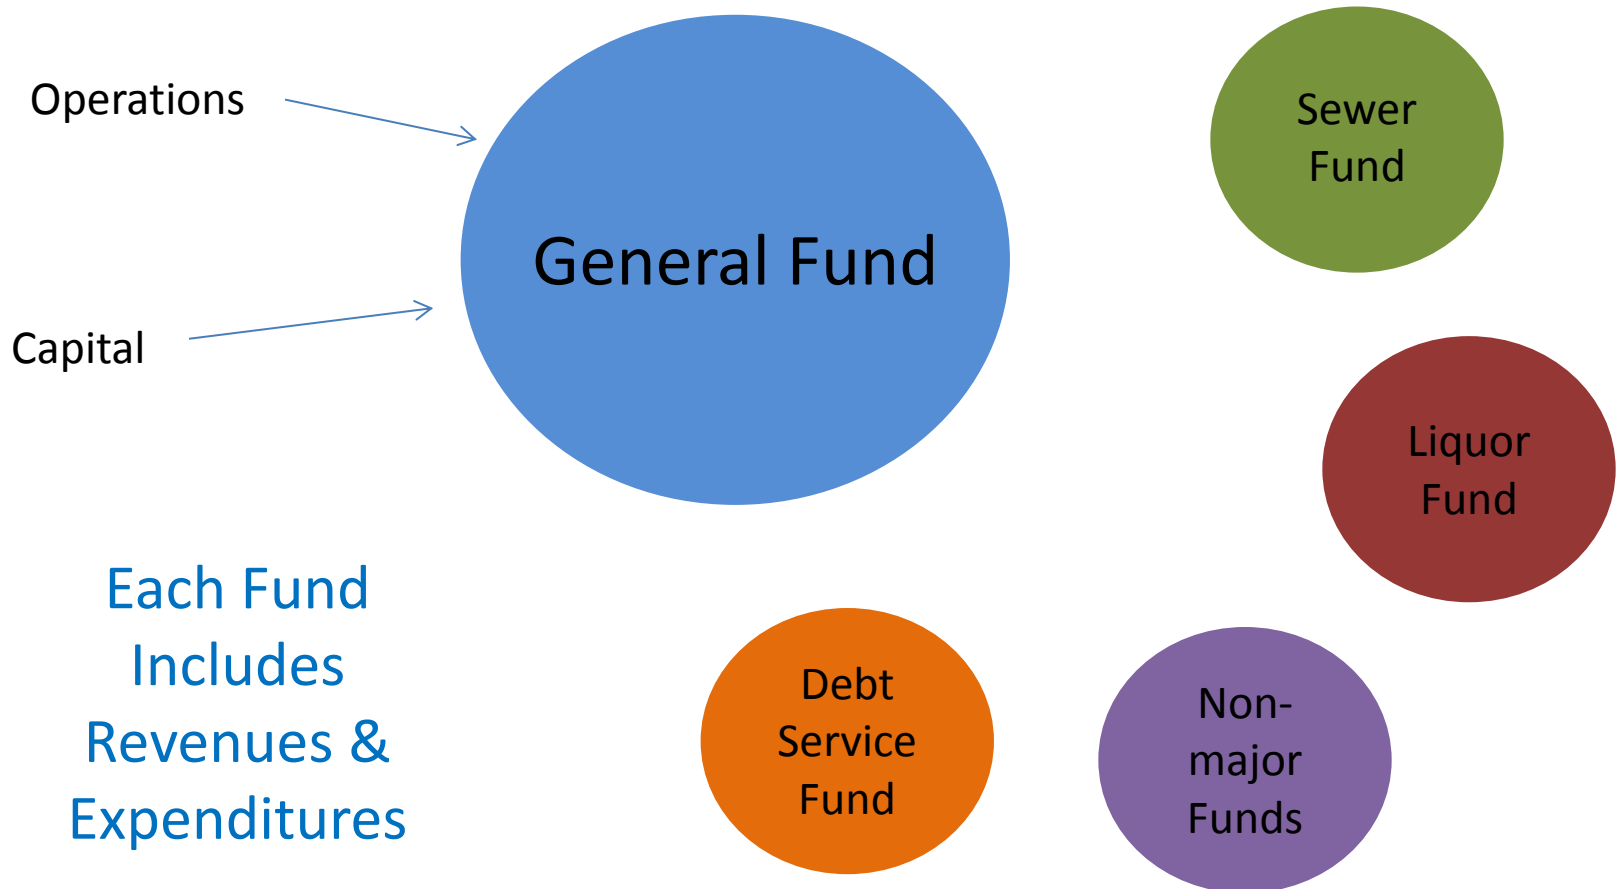 Operations
Capital
General Fund
Sewer
Fund
Liquor
Fund
Each Fund
Includes
Revenues &
Expenditures
Debt
Service
Fund
Non-
major
Funds